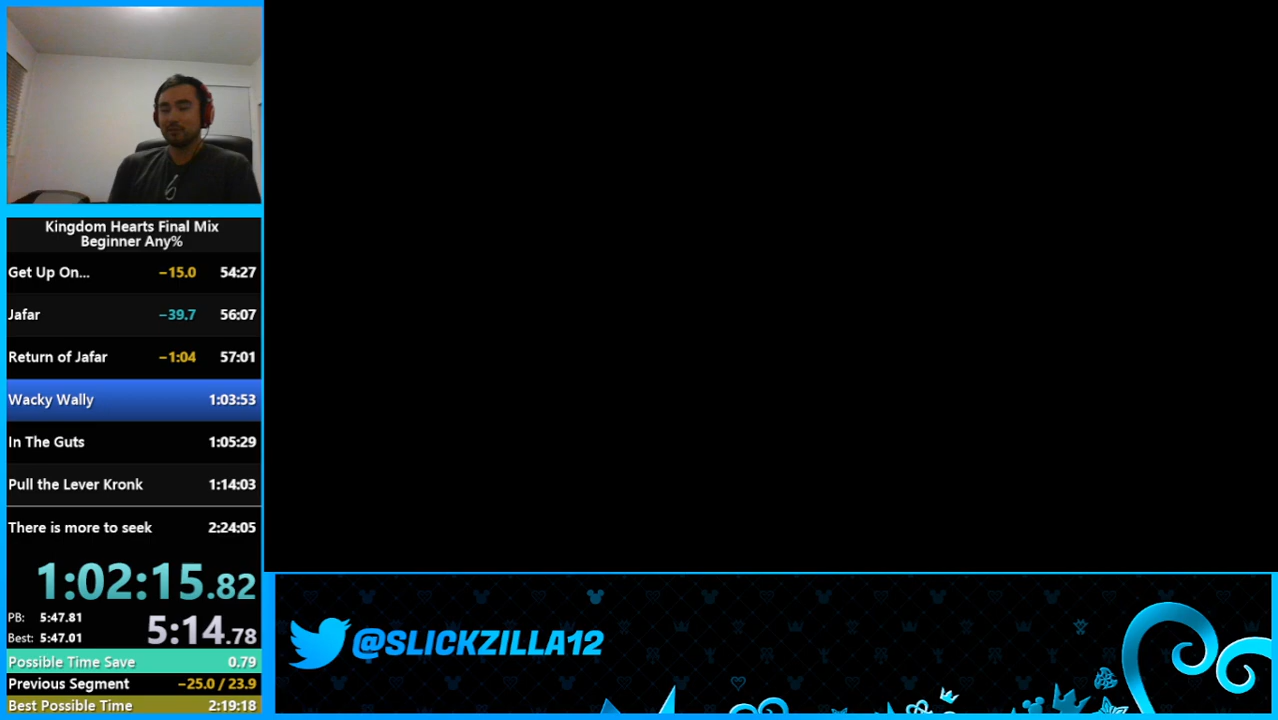 Kingdom Hearts Final Mix
Beginner Any%
Get Up On... −15.0 54:27
Jafar −39.7 56:07
Return of Jafar −1:04 57:01
Wacky Wally 1:03:53
In The Guts 1:05:29
Pull the Lever Kronk 1:14:03
There is more to seek 2:24:05
1:02:15.82
PB: 5:47.81
Best: 5:47.01
5:14.78
Possible Time Save 0.79
Previous Segment −25.0 / 23.9
Best Possible Time 2:19:18
@SLICKZILLA12